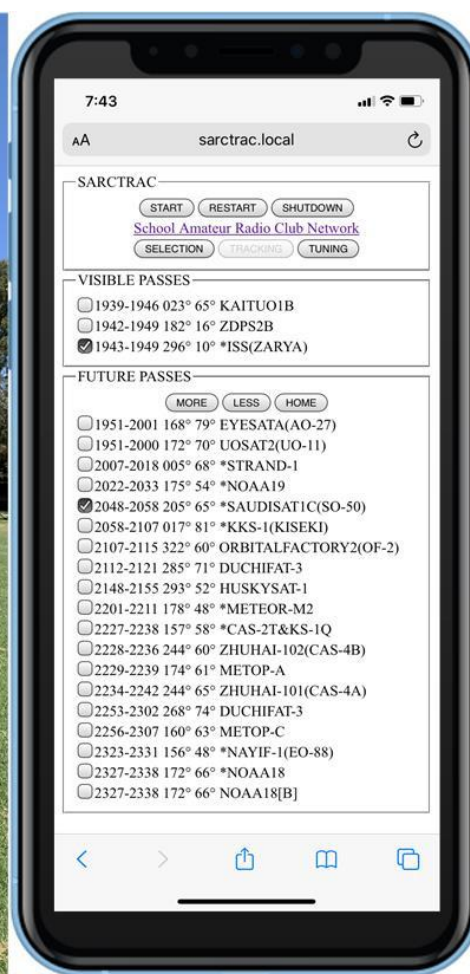 7:43
AA sarctrac.local
SARCTRAC
START RESTART SHUTDOWN
School Amateur Radio Club Network
SELECTION TRACKING TUNING
VISIBLE PASSES
1939-1946 023° 65° KAITUO1B
1942-1949 182° 16° ZDPS2B
1943-1949 296° 10° *ISS(ZARYA)
FUTURE PASSES
MORE LESS HOME
1951-2001 168° 79° EYESATA(AO-27)
1951-2000 172° 70° UOSAT2(UO-11)
2007-2018 005° 68° *STRAND-1
2022-2033 175° 54° *NOAA19
2048-2058 205° 65° *SAUDISAT1C(SO-50)
2058-2107 017° 81° *KKS-1(KISEKI)
2107-2115 322° 60° ORBITALFACTORY2(OF-2)
2112-2121 285° 71° DUCHIFAT-3
2148-2155 293° 52° HUSKYSAT-1
2201-2211 178° 48° *METEOR-M2
2227-2238 157° 58° *CAS-2T&KS-1Q
2228-2236 244° 60° ZHUHAI-102(CAS-4B)
2229-2239 174° 61° METOP-A
2234-2242 244° 65° ZHUHAI-101(CAS-4A)
2253-2302 268° 74° DUCHIFAT-3
2256-2307 160° 63° METOP-C
2323-2331 156° 48° *NAYIF-1(EO-88)
2327-2338 172° 66° *NOAA18
2327-2338 172° 66° NOAA18[B]